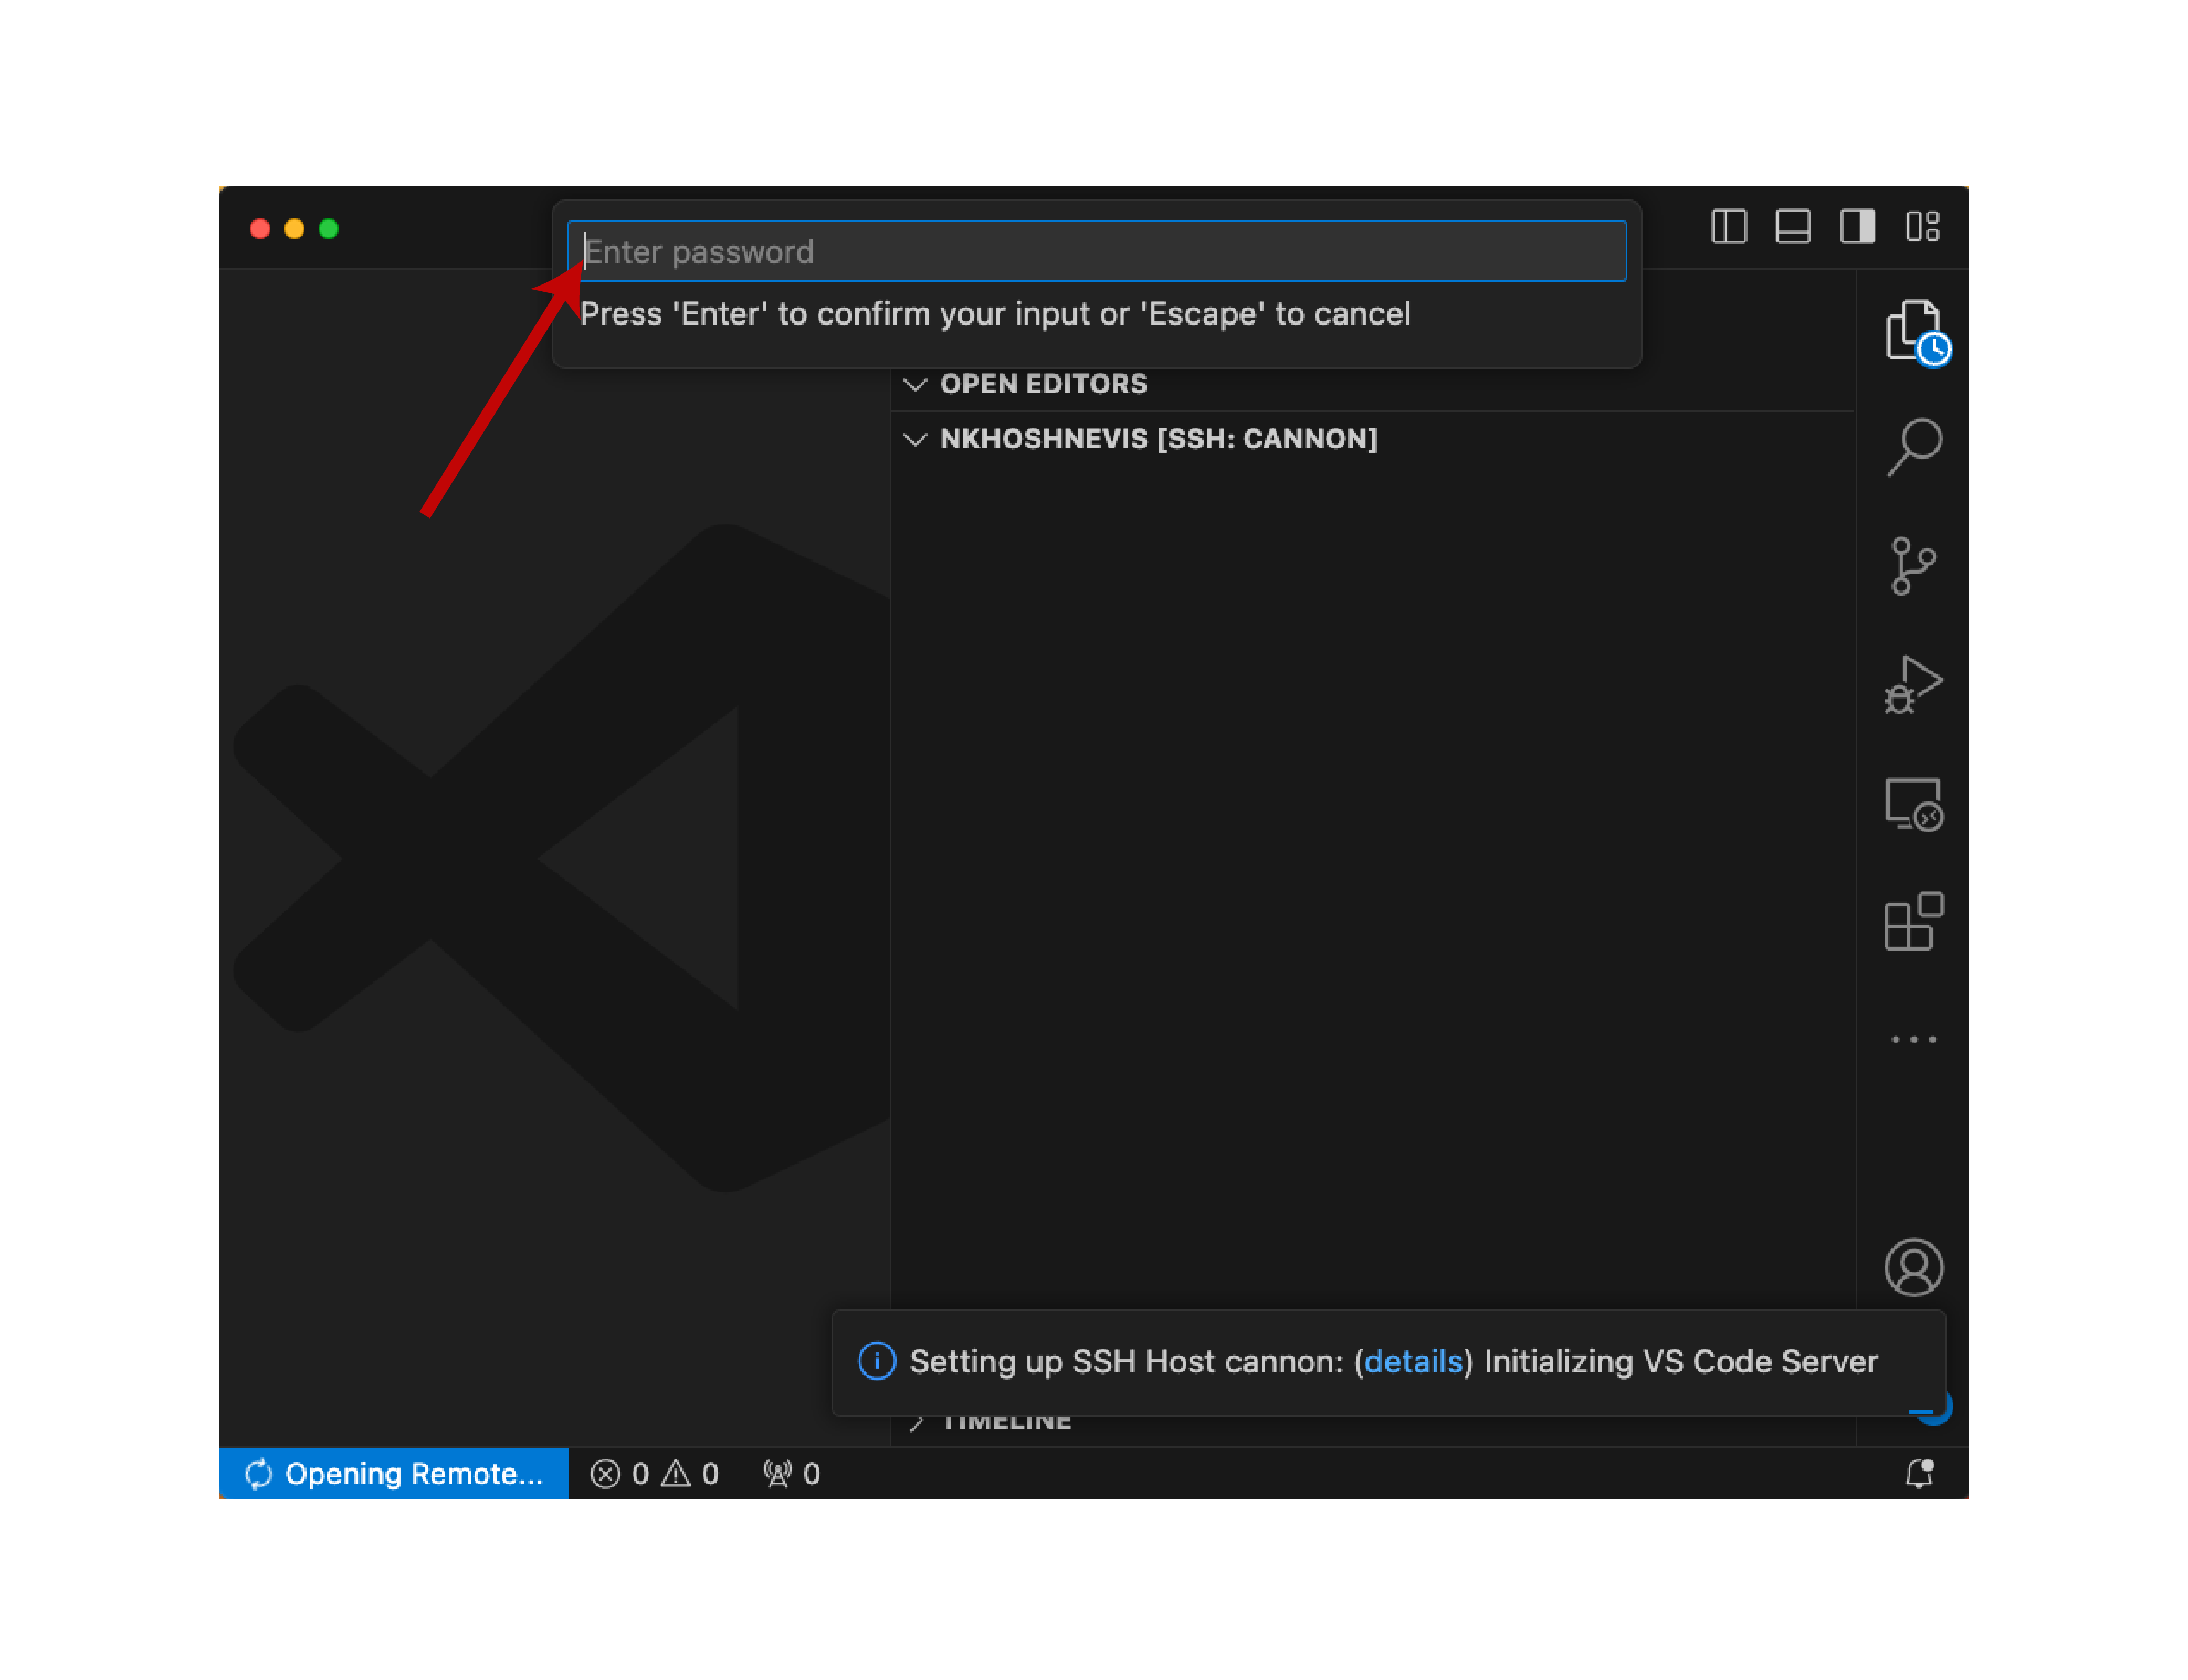 Enter password
Press 'Enter' to confirm your input or 'Escape' to cancel
OPEN EDITORS
NKHOSHNEVIS [SSH: CANNON]
Setting up SSH Host cannon: (details) Initializing VS Code Server
TIMELINE
Opening Remote... 0 0 0